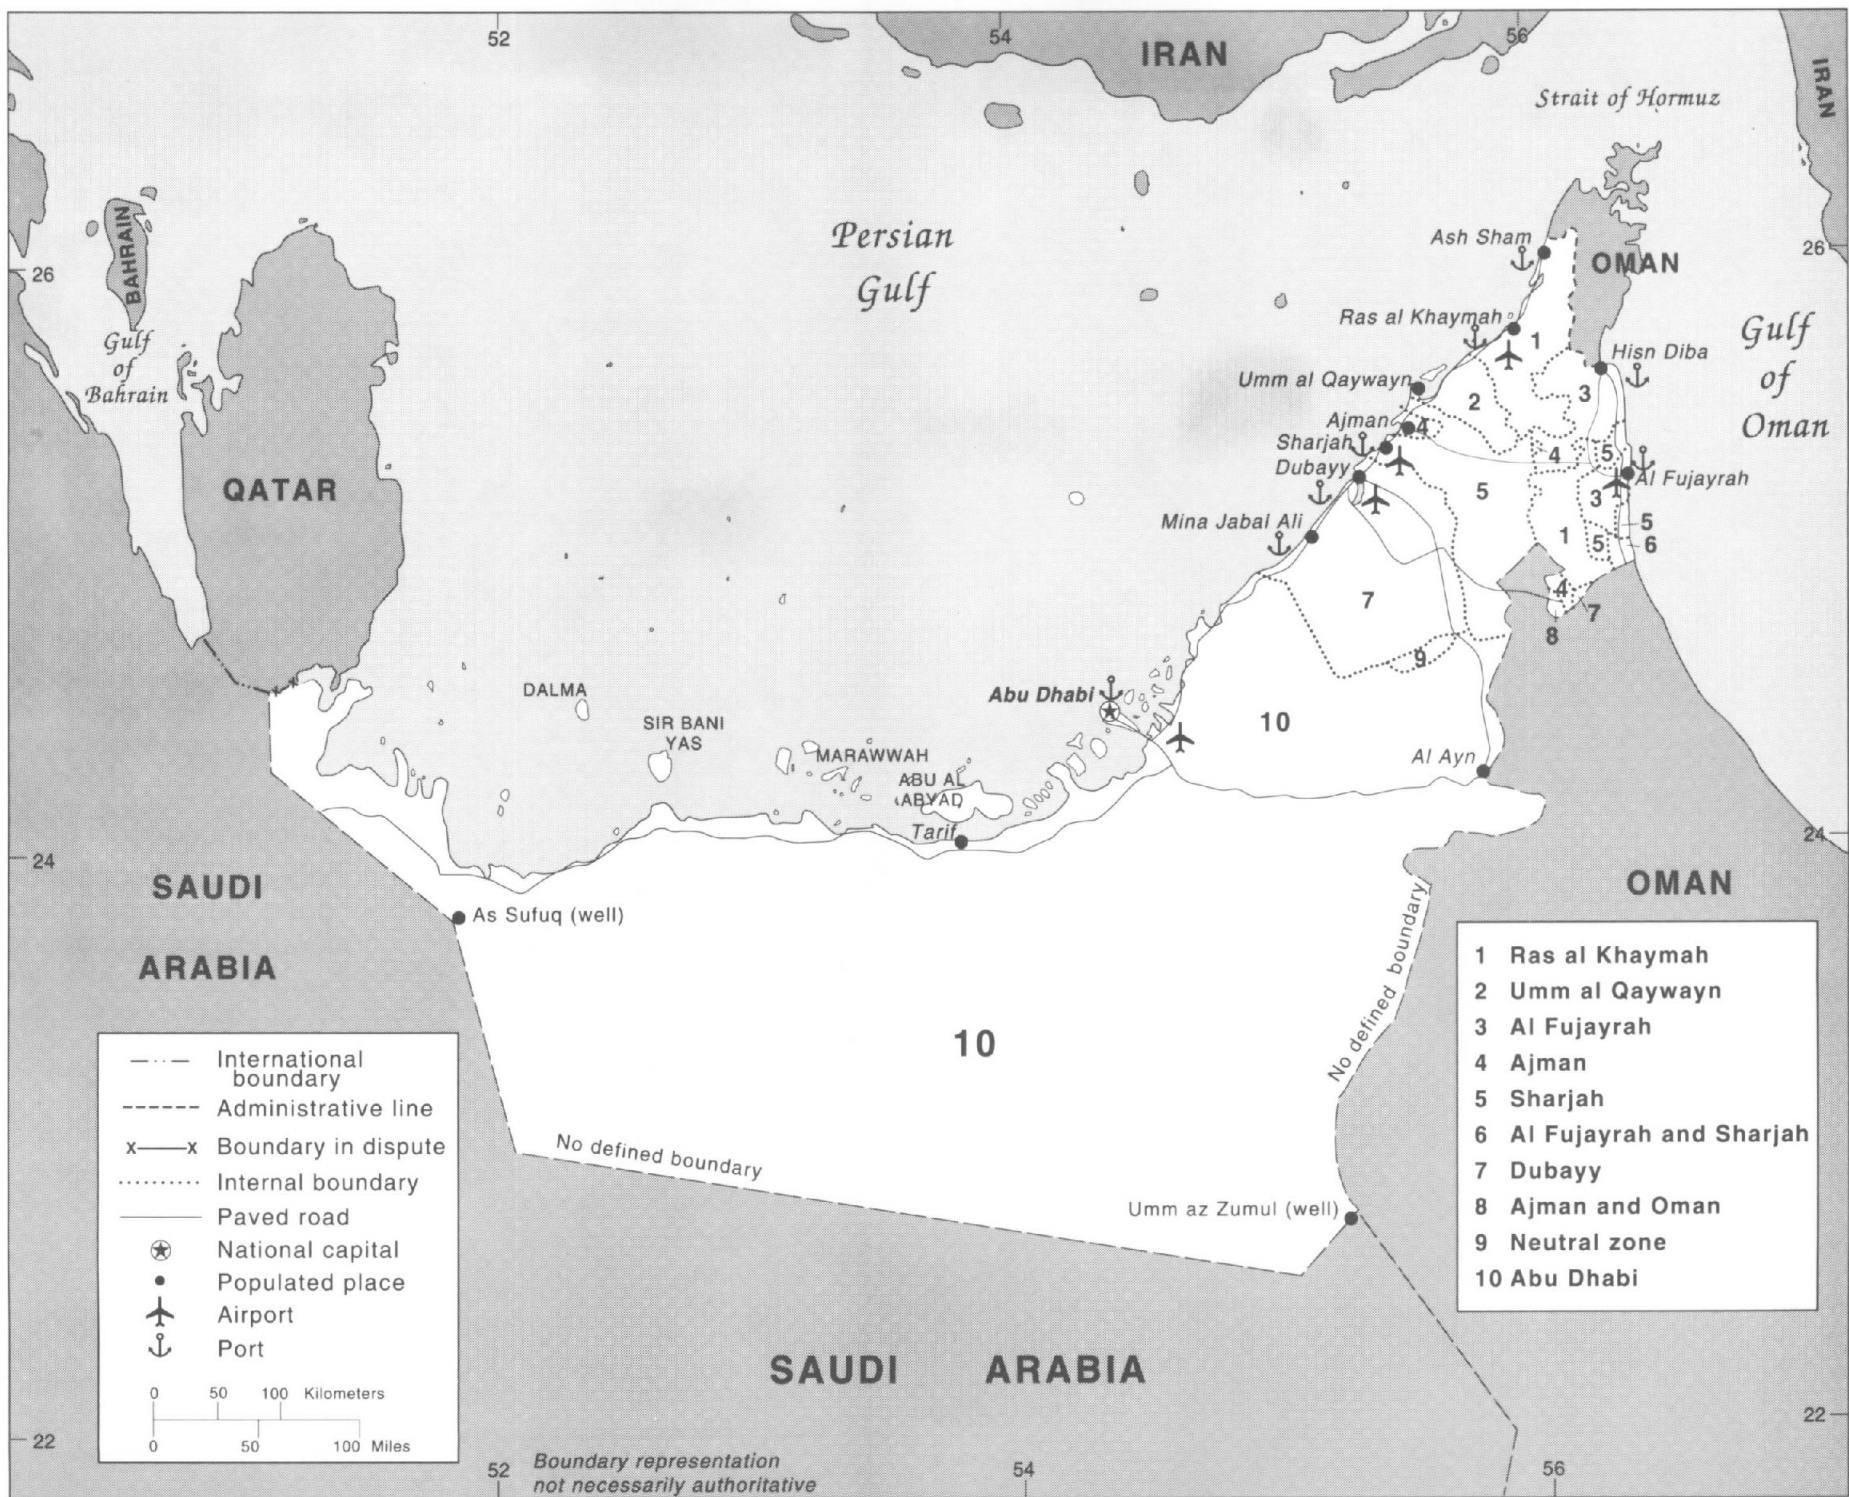 52
54
56
IRAN
IRAN
Strait of Hormuz
BAHRAIN
Persian
Gulf
Ash Sham
OMAN
26
26
Gulf
of
Bahrain
Ras al Khaymah
1
Gulf
of
Oman
Hisn Diba
Umm al Qaywayn
2
3
Ajman
4
Sharjah
4
5
Dubayy
QATAR
5
3
Al Fujayrah
Mina Jabal Ali
5
1
5
6
7
4
7
8
9
DALMA
Abu Dhabi
SIR BANI
YAS
10
MARAWWAH
Al Ayn
ABU AL
ABYAD
Tarif
24
24
SAUDI
ARABIA
OMAN
As Sufuq (well)
No defined boundary
10
No defined boundary
Umm az Zumul (well)
1 Ras al Khaymah
2 Umm al Qaywayn
3 Al Fujayrah
4 Ajman
5 Sharjah
6 Al Fujayrah and Sharjah
7 Dubayy
8 Ajman and Oman
9 Neutral zone
10 Abu Dhabi
International
boundary
Administrative line
x x Boundary in dispute
Internal boundary
Paved road
National capital
Populated place
Airport
Port
0 50 100 Kilometers
0 50 100 Miles
SAUDI ARABIA
22
22
52
54
56
Boundary representation
not necessarily authoritative